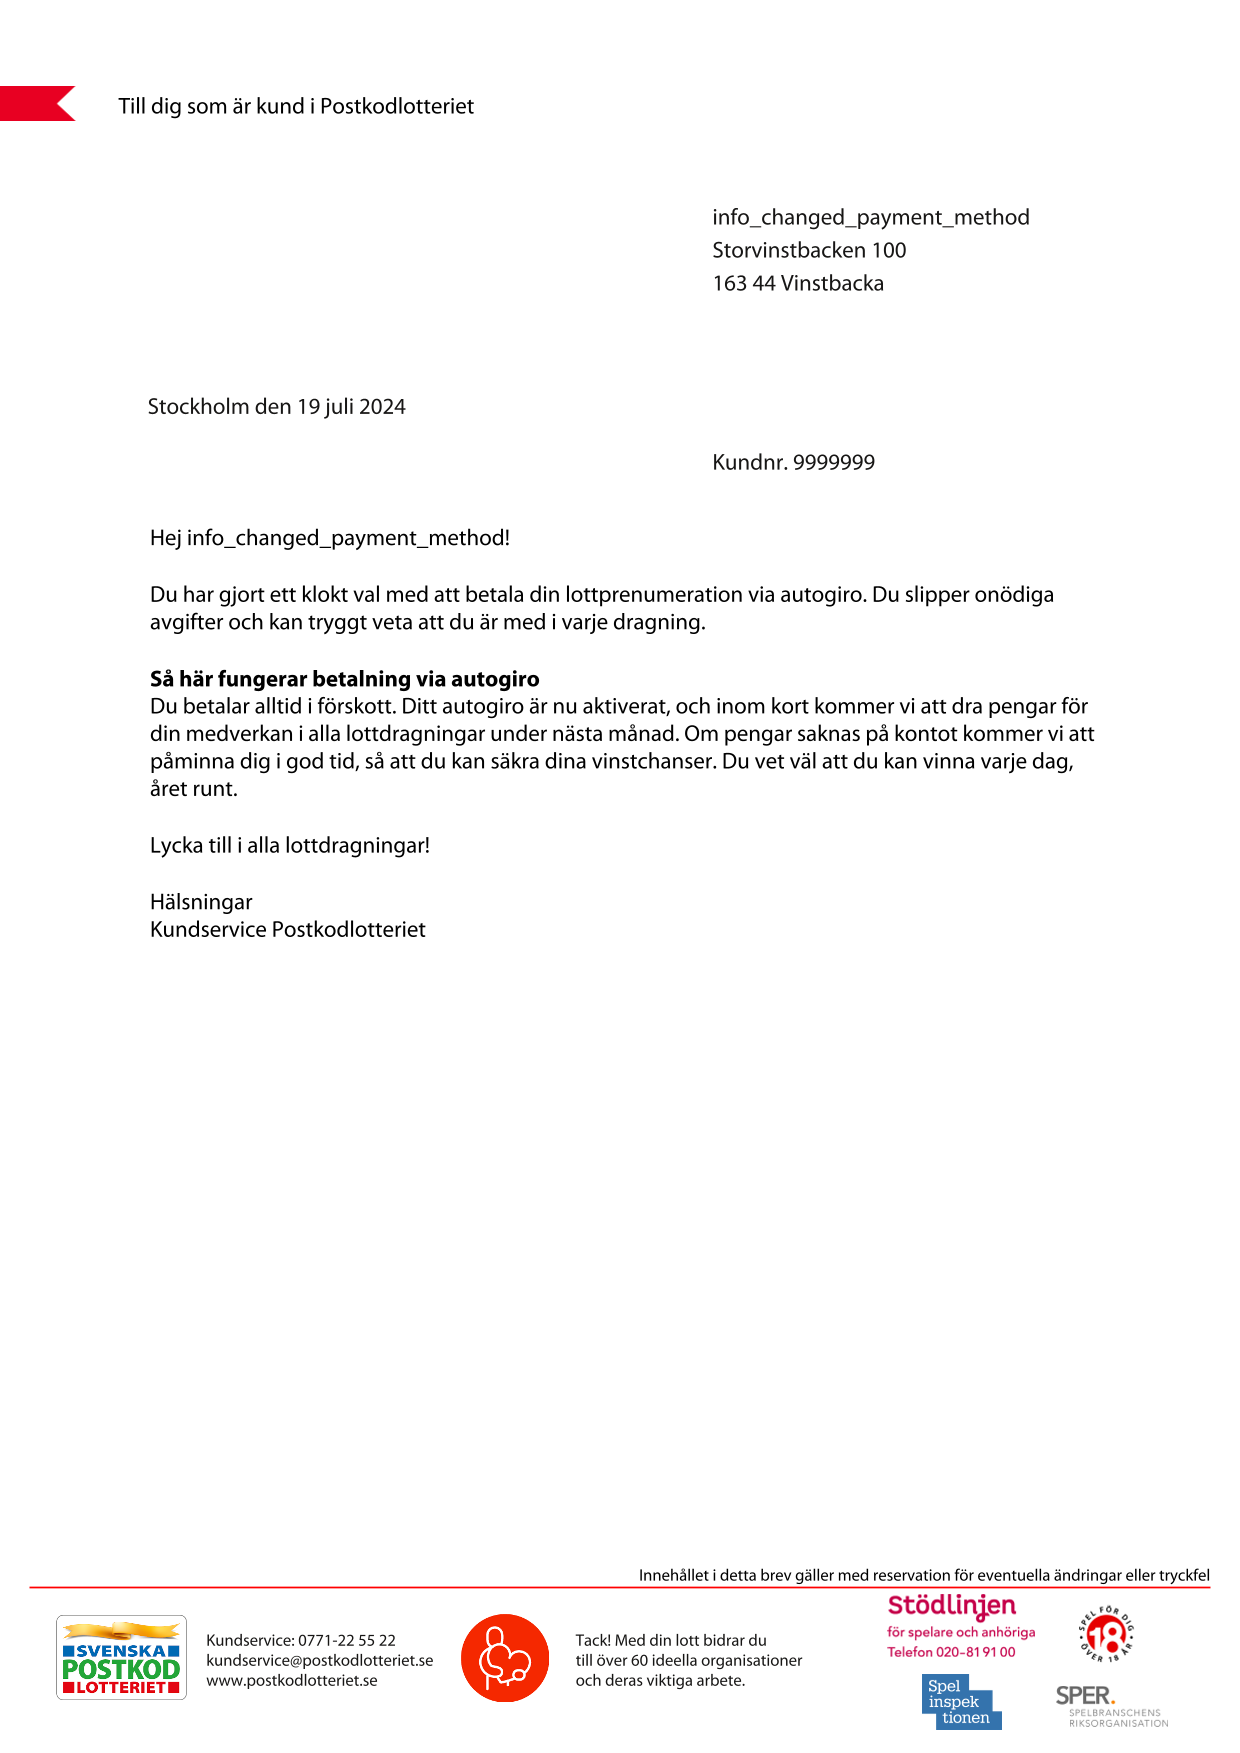 Till dig som är kund i Postkodlotteriet
info_changed_payment_method
Storvinstbacken 100
163 44 Vinstbacka
Stockholm den 19 juli 2024
Kundnr. 9999999
Hej info_changed_payment_method!
Du har gjort ett klokt val med att betala din lottprenumeration via autogiro. Du slipper onödiga
avgifter och kan tryggt veta att du är med i varje dragning.
Så här fungerar betalning via autogiro
Du betalar alltid i förskott. Ditt autogiro är nu aktiverat, och inom kort kommer vi att dra pengar för
din medverkan i alla lottdragningar under nästa månad. Om pengar saknas på kontot kommer vi att
påminna dig i god tid, så att du kan säkra dina vinstchanser. Du vet väl att du kan vinna varje dag,
året runt.
Lycka till i alla lottdragningar!
Hälsningar
Kundservice Postkodlotteriet
Innehållet i detta brev gäller med reservation för eventuella ändringar eller tryckfel
SVENSKA
POSTKOD
LOTTERIET
Kundservice: 0771-22 55 22
kundservice@postkodlotteriet.se
www.postkodlotteriet.se
Tack! Med din lott bidrar du
till över 60 ideella organisationer
och deras viktiga arbete.
Stödlinjen
för spelare och anhöriga
Telefon 020–81 91 00
SPEL FÖR DIG
18
ÖVER 18 ÅR
Spel
inspek
tionen
SPER.
SPELBRANSCHENS
RIKSORGANISATION